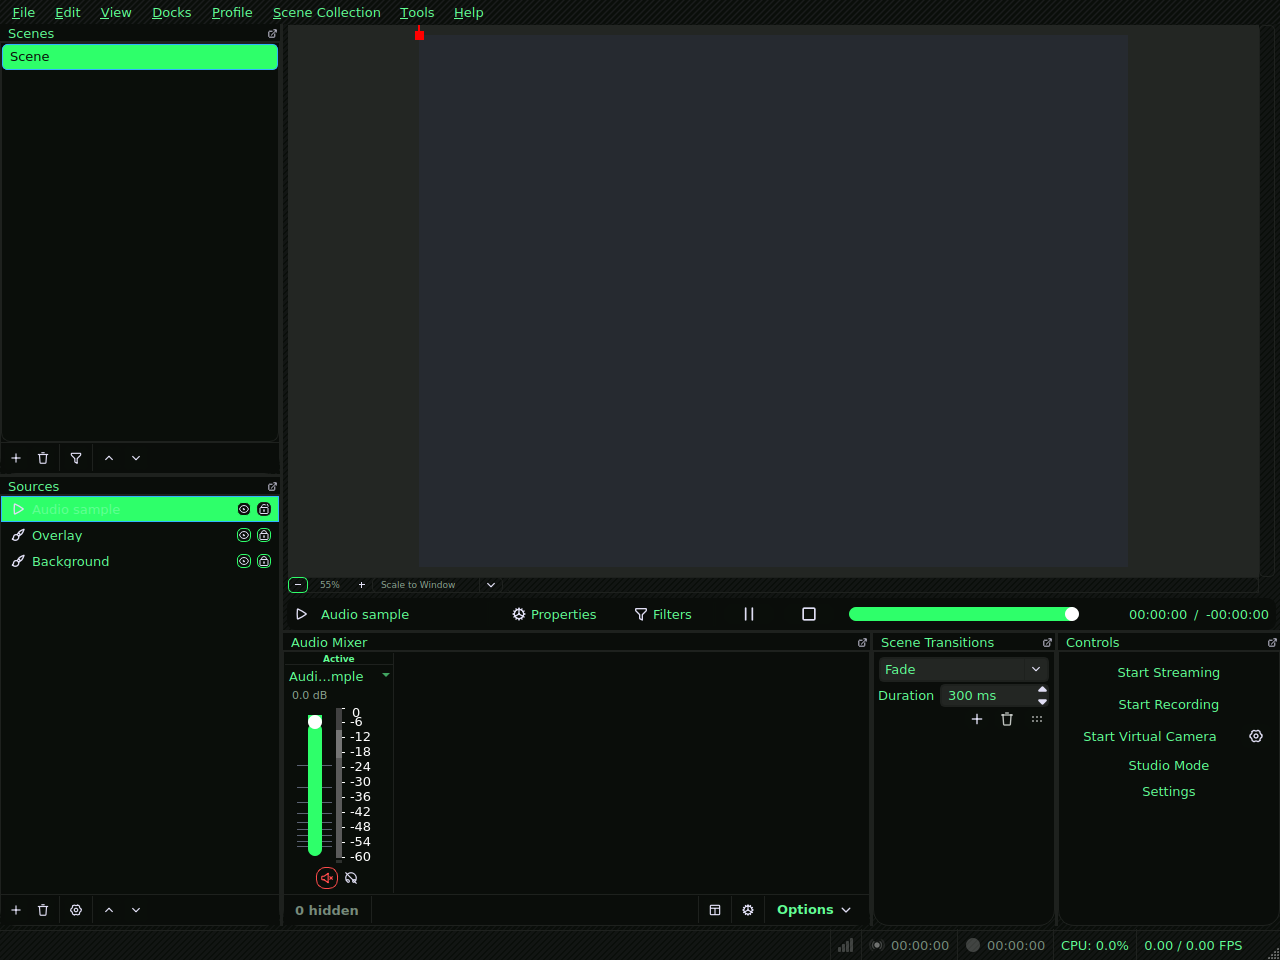 File Edit View Docks Profile Scene Collection Tools Help
Scenes
Scene
Sources
Audio sample
Overlay
Background
55% Scale to Window
Audio sample Properties Filters 00:00:00 / -00:00:00
Audio Mixer
Active
Audi...mple
0.0 dB
0
-6
-12
-18
-24
-30
-36
-42
-48
-54
-60
0 hidden Options
Scene Transitions
Fade
Duration 300 ms
Controls
Start Streaming
Start Recording
Start Virtual Camera
Studio Mode
Settings
00:00:00 00:00:00 CPU: 0.0% 0.00 / 0.00 FPS